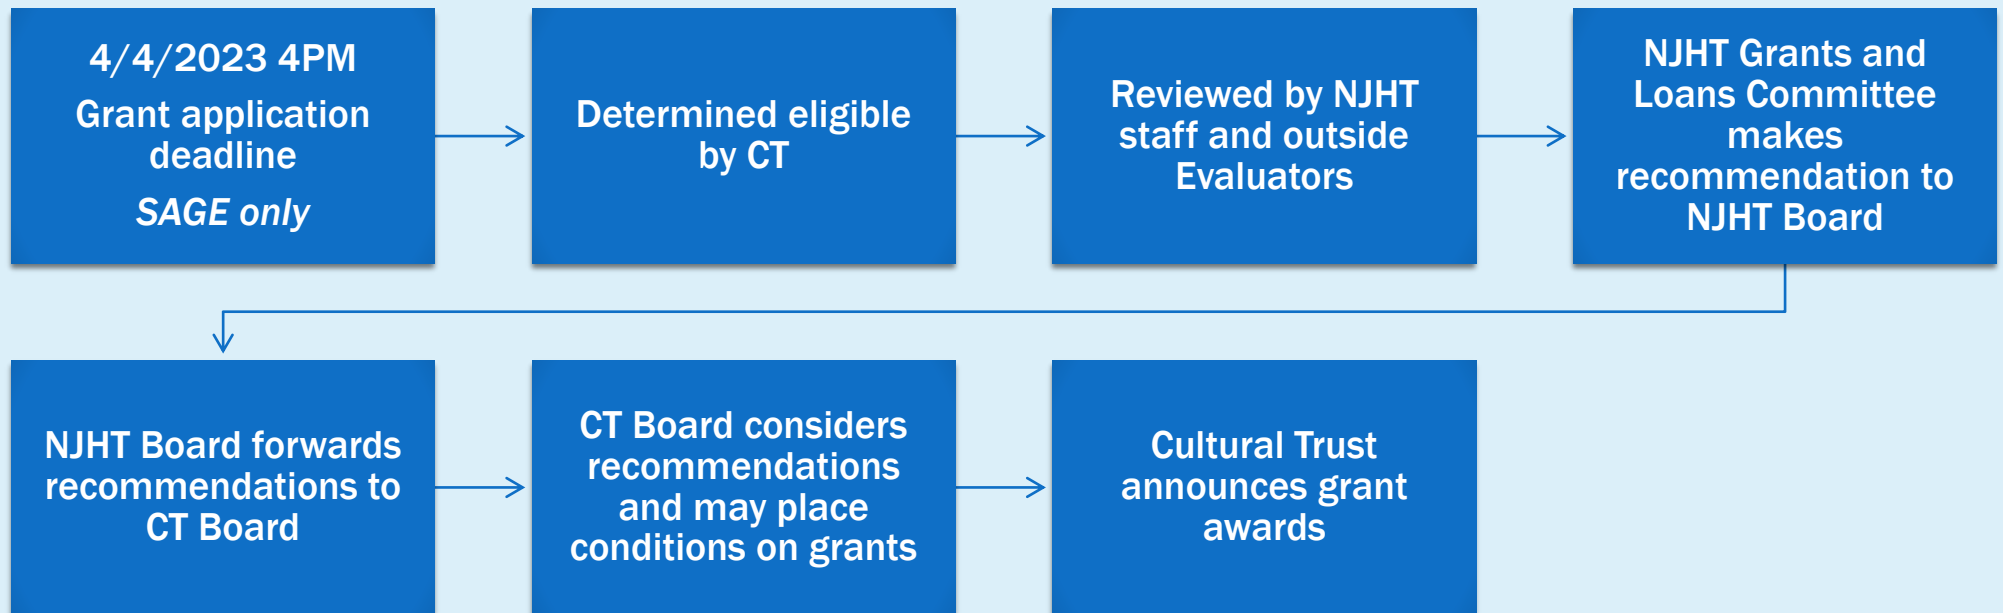 4/4/2023 4PM
Grant application
deadline
SAGE only
Determined eligible
by CT
Reviewed by NJHT
staff and outside
Evaluators
NJHT Grants and
Loans Committee
makes
recommendation to
NJHT Board
NJHT Board forwards
recommendations to
CT Board
CT Board considers
recommendations
and may place
conditions on grants
Cultural Trust
announces grant
awards